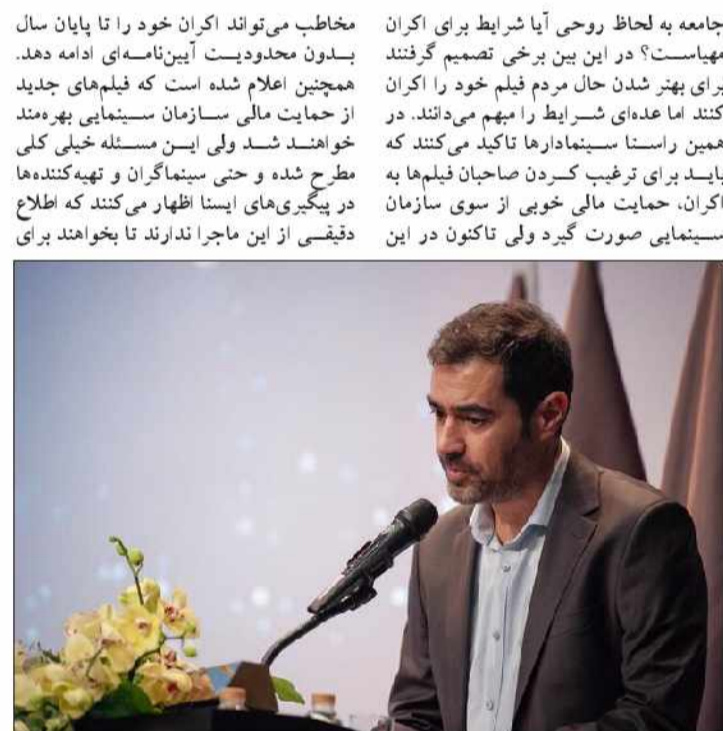 جامعه به لحاظ روحی آیا شرایط برای اکران
مهیاست؟ در این بین برخی تصمیم گرفتند
برای بهتر شدن حال مردم فیلم خود را اکران
کنند اما عده‌ای شرایط را مبهم می‌دانند. در
همین راستا سینمادارها تاکید می‌کنند که
باید برای ترغیب کردن صاحبان فیلم‌ها به
اکران، حمایت مالی خوبی از سوی سازمان
سینمایی صورت گیرد ولی تاکنون در این
مخاطب می‌تواند اکران خود را تا پایان سال
بدون محدودیت آیین‌نامه‌ای ادامه دهد.
همچنین اعلام شده است که فیلم‌های جدید
از حمایت مالی سازمان سینمایی بهره‌مند
خواهند شد ولی این مسئله خیلی کلی
مطرح شده و حتی سینماگران و تهیه‌کننده‌ها
در پیگیری‌های ایسنا اظهار می‌کنند که اطلاع
دقیقی از این ماجرا ندارند تا بخواهند برای